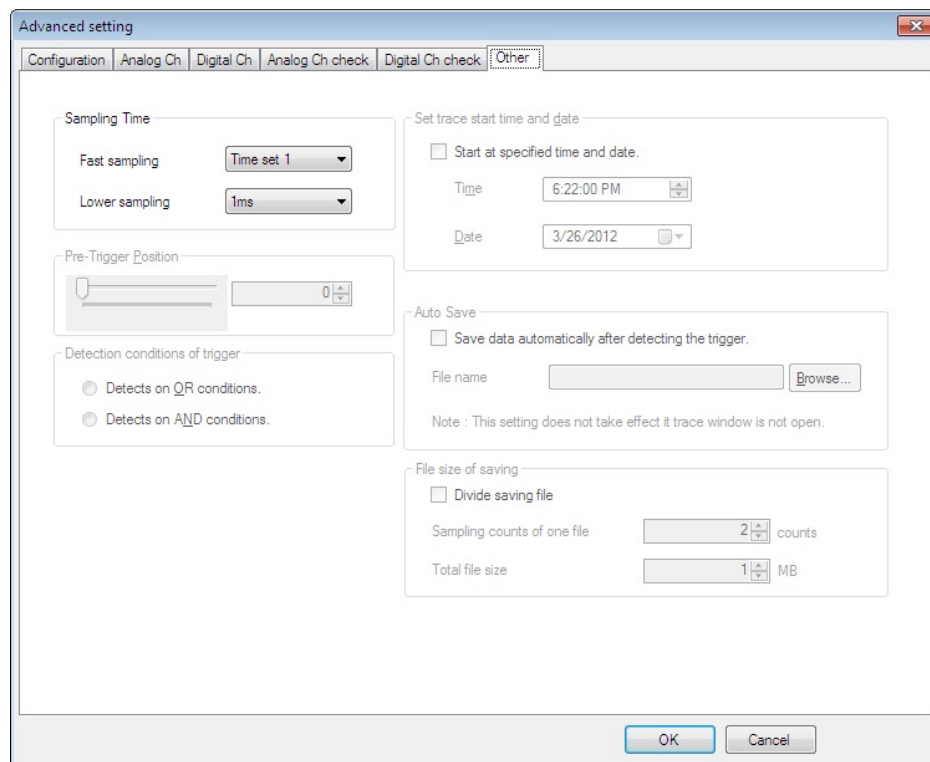 Advanced setting
Configuration Analog Ch Digital Ch Analog Ch check Digital Ch check Other
Sampling Time
Fast sampling Time set 1
Lower sampling 1ms
Pre-Trigger Position
0
Detection conditions of trigger
Detects on OR conditions.
Detects on AND conditions.
Set trace start time and date
Start at specified time and date.
Time 6:22:00 PM
Date 3/26/2012
Auto Save
Save data automatically after detecting the trigger.
File name Browse...
Note : This setting does not take effect it trace window is not open.
File size of saving
Divide saving file
Sampling counts of one file 2 counts
Total file size 1 MB
OK Cancel